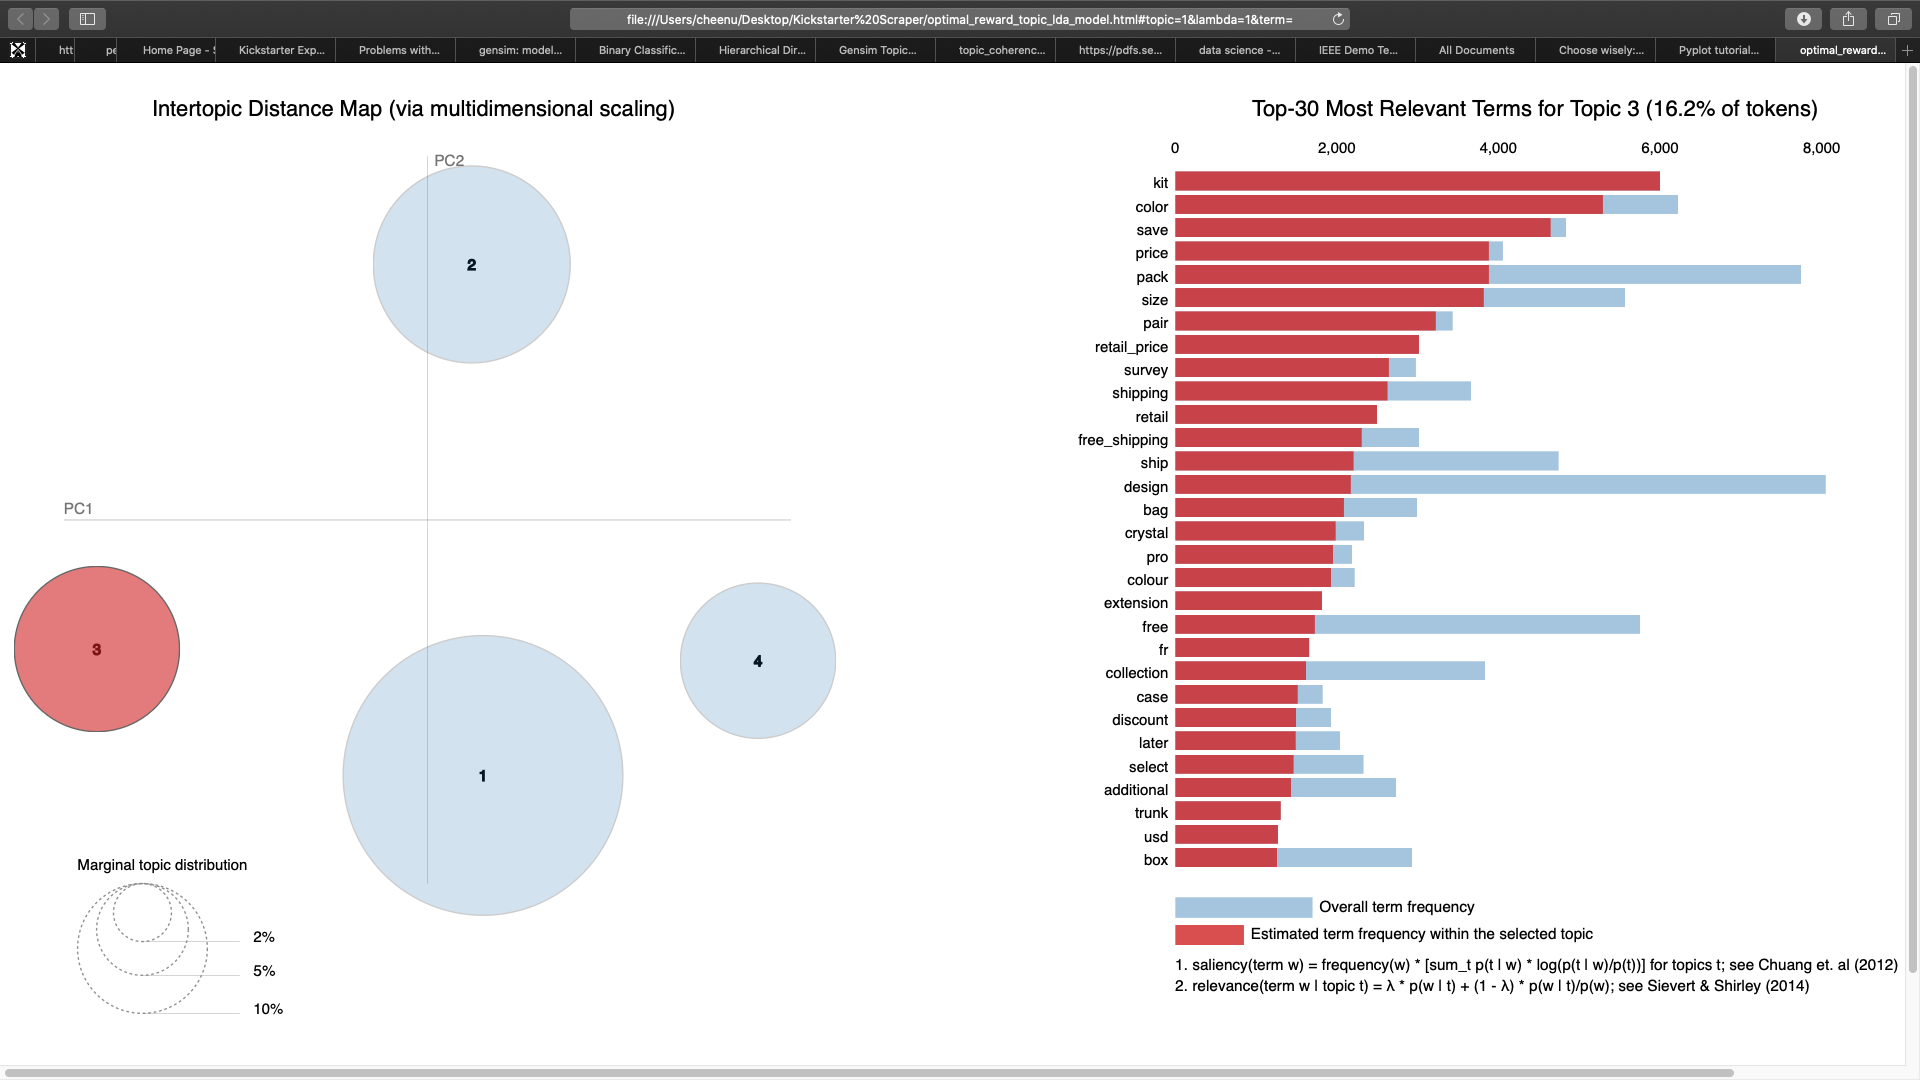 file:///Users/cheenu/Desktop/Kickstarter%20Scraper/optimal_reward_topic_lda_model.html#topic=1&lambda=1&term=
htt
pe
Home Page - S
Kickstarter Exp...
Problems with...
gensim: model...
Binary Classific...
Hierarchical Dir...
Gensim Topic...
topic_coherenc...
https://pdfs.se...
data science -...
IEEE Demo Te...
All Documents
Choose wisely:...
Pyplot tutorial...
optimal_reward...
Intertopic Distance Map (via multidimensional scaling)
PC2
2
PC1
3
4
1
Marginal topic distribution
2%
5%
10%
Top-30 Most Relevant Terms for Topic 3 (16.2% of tokens)
0 2,000 4,000 6,000 8,000
kit
color
save
price
pack
size
pair
retail_price
survey
shipping
retail
free_shipping
ship
design
bag
crystal
pro
colour
extension
free
fr
collection
case
discount
later
select
additional
trunk
usd
box
Overall term frequency
Estimated term frequency within the selected topic
1. saliency(term w) = frequency(w) * [sum_t p(t | w) * log(p(t | w)/p(t))] for topics t; see Chuang et. al (2012)
2. relevance(term w | topic t) = λ * p(w | t) + (1 - λ) * p(w | t)/p(w); see Sievert & Shirley (2014)